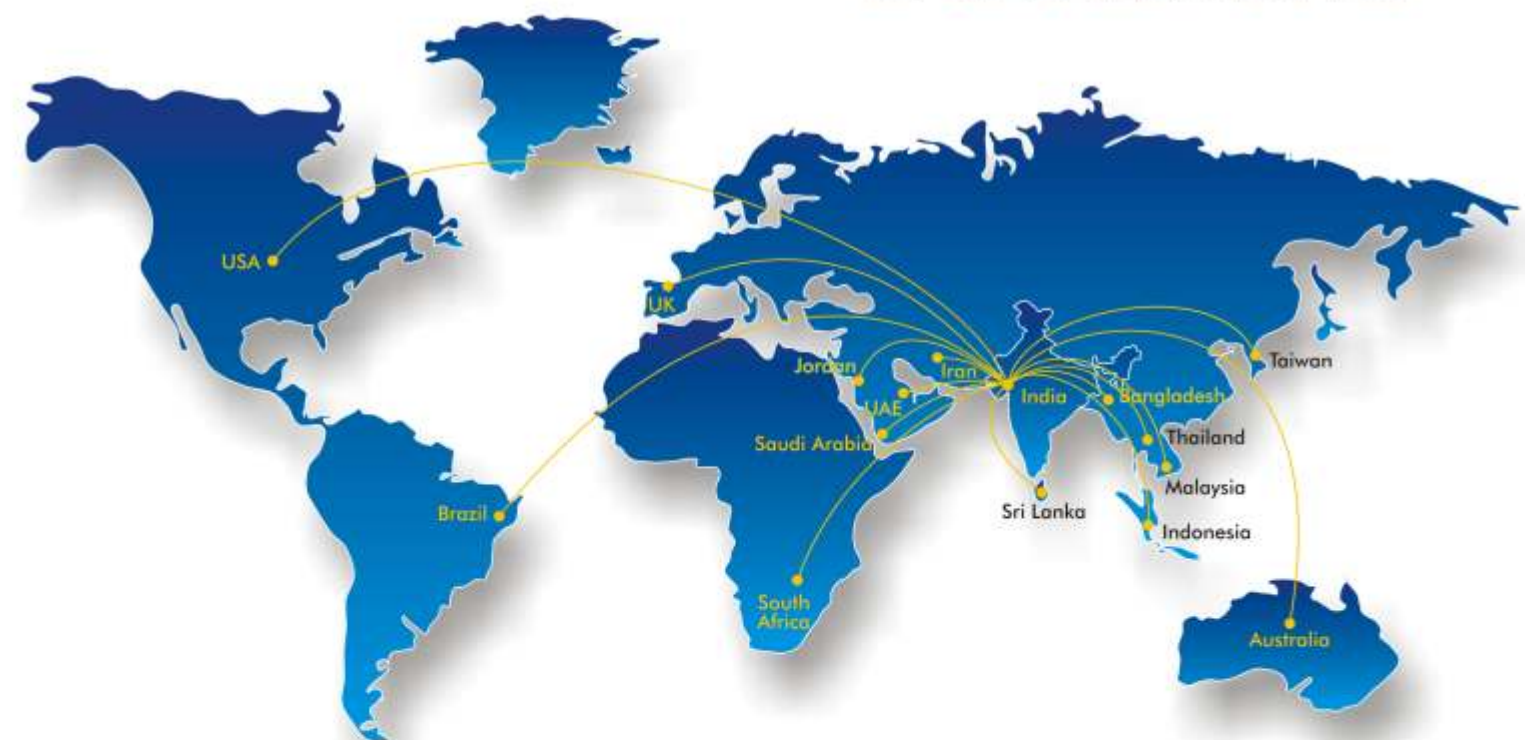 USA
UK
Jordan
Iran
India
Taiwan
UAE
Bangladesh
Saudi Arabia
Thailand
Malaysia
Sri Lanka
Brazil
Indonesia
South
Africa
Australia